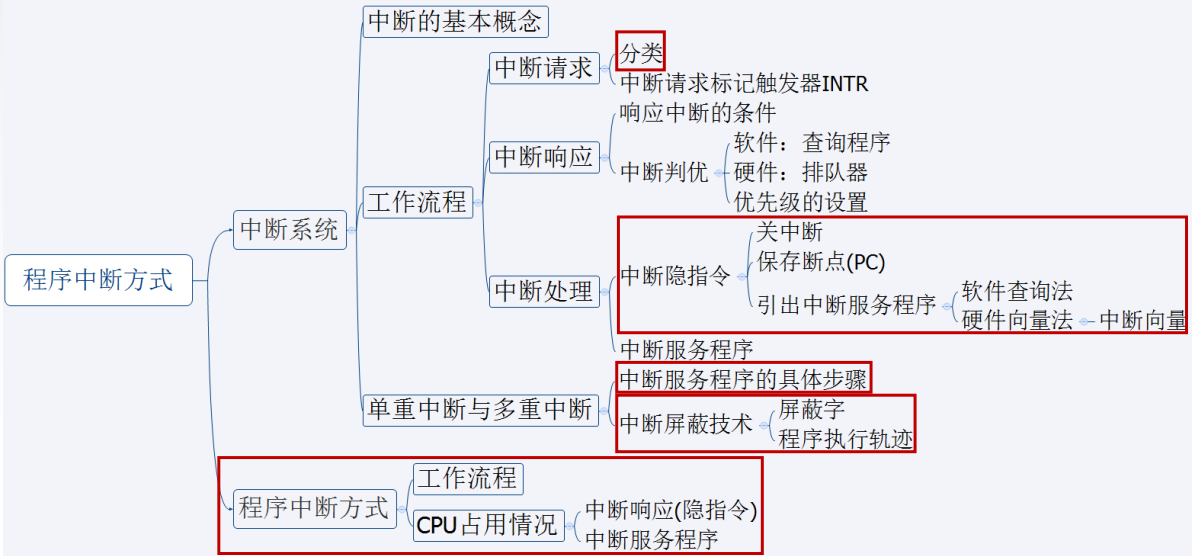 程序中断方式
中断系统
中断的基本概念
工作流程
中断请求
分类
中断请求标记触发器INTR
中断响应
响应中断的条件
中断判优
软件：查询程序
硬件：排队器
优先级的设置
中断处理
中断隐指令
关中断
保存断点(PC)
引出中断服务程序
软件查询法
硬件向量法
中断向量
中断服务程序
单重中断与多重中断
中断服务程序的具体步骤
中断屏蔽技术
屏蔽字
程序执行轨迹
程序中断方式
工作流程
CPU占用情况
中断响应(隐指令)
中断服务程序